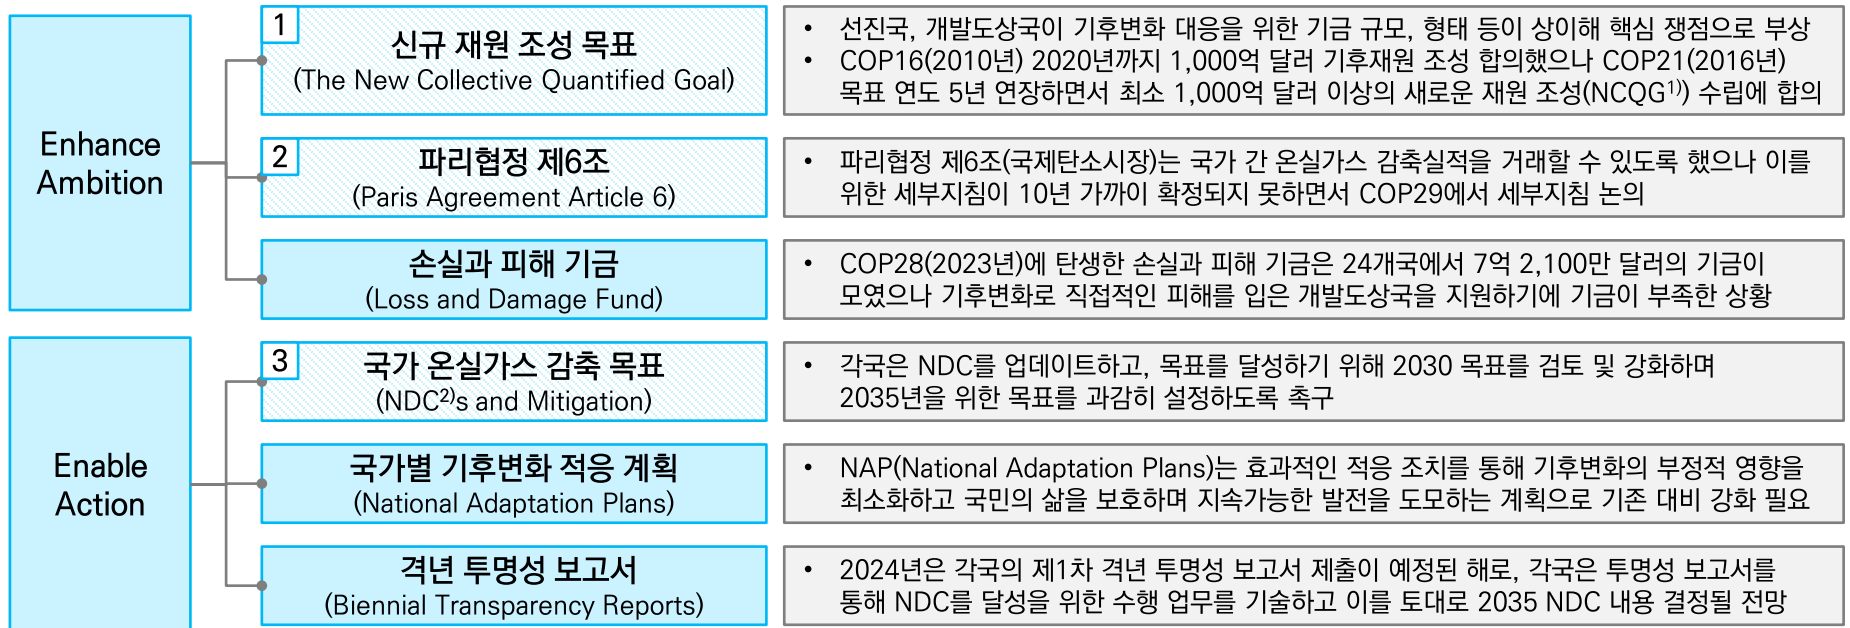 Enhance
Ambition
1
신규 재원 조성 목표
(The New Collective Quantified Goal)
• 선진국, 개발도상국이 기후변화 대응을 위한 기금 규모, 형태 등이 상이해 핵심 쟁점으로 부상
• COP16(2010년) 2020년까지 1,000억 달러 기후재원 조성 합의했으나 COP21(2016년)
목표 연도 5년 연장하면서 최소 1,000억 달러 이상의 새로운 재원 조성(NCQG¹⁾) 수립에 합의
2
파리협정 제6조
(Paris Agreement Article 6)
• 파리협정 제6조(국제탄소시장)는 국가 간 온실가스 감축실적을 거래할 수 있도록 했으나 이를
위한 세부지침이 10년 가까이 확정되지 못하면서 COP29에서 세부지침 논의
손실과 피해 기금
(Loss and Damage Fund)
• COP28(2023년)에 탄생한 손실과 피해 기금은 24개국에서 7억 2,100만 달러의 기금이
모였으나 기후변화로 직접적인 피해를 입은 개발도상국을 지원하기에 기금이 부족한 상황
Enable
Action
3
국가 온실가스 감축 목표
(NDC²⁾s and Mitigation)
• 각국은 NDC를 업데이트하고, 목표를 달성하기 위해 2030 목표를 검토 및 강화하며
2035년을 위한 목표를 과감히 설정하도록 촉구
국가별 기후변화 적응 계획
(National Adaptation Plans)
• NAP(National Adaptation Plans)는 효과적인 적응 조치를 통해 기후변화의 부정적 영향을
최소화하고 국민의 삶을 보호하며 지속가능한 발전을 도모하는 계획으로 기존 대비 강화 필요
격년 투명성 보고서
(Biennial Transparency Reports)
• 2024년은 각국의 제1차 격년 투명성 보고서 제출이 예정된 해로, 각국은 투명성 보고서를
통해 NDC를 달성을 위한 수행 업무를 기술하고 이를 토대로 2035 NDC 내용 결정될 전망